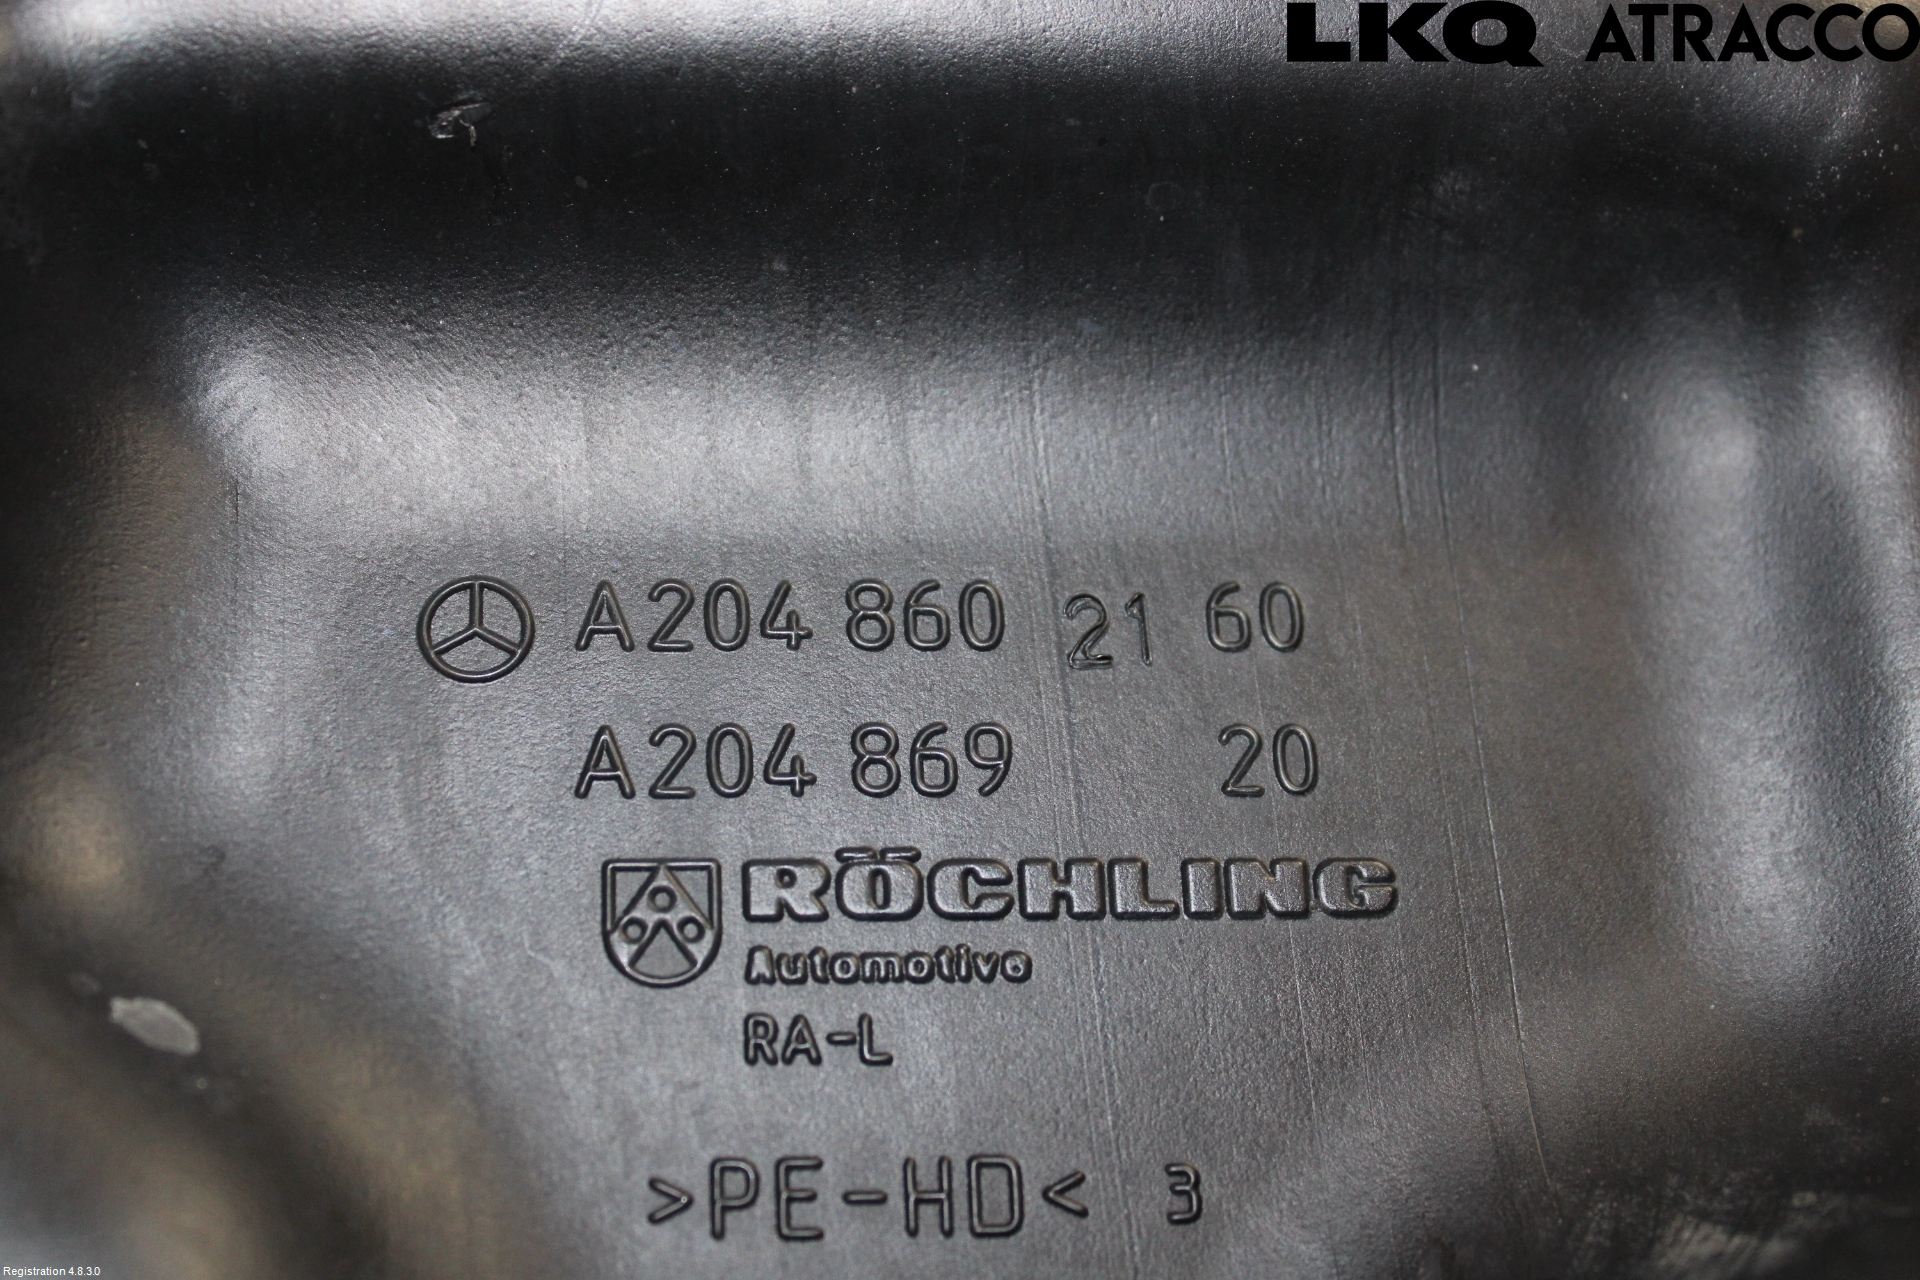 LKQ ATRACCO
A204 860 21 60
A204 869 20
RÖCHLING
Automotive
RA-L
>PE-HD< 3
Registration 4.8.3.0